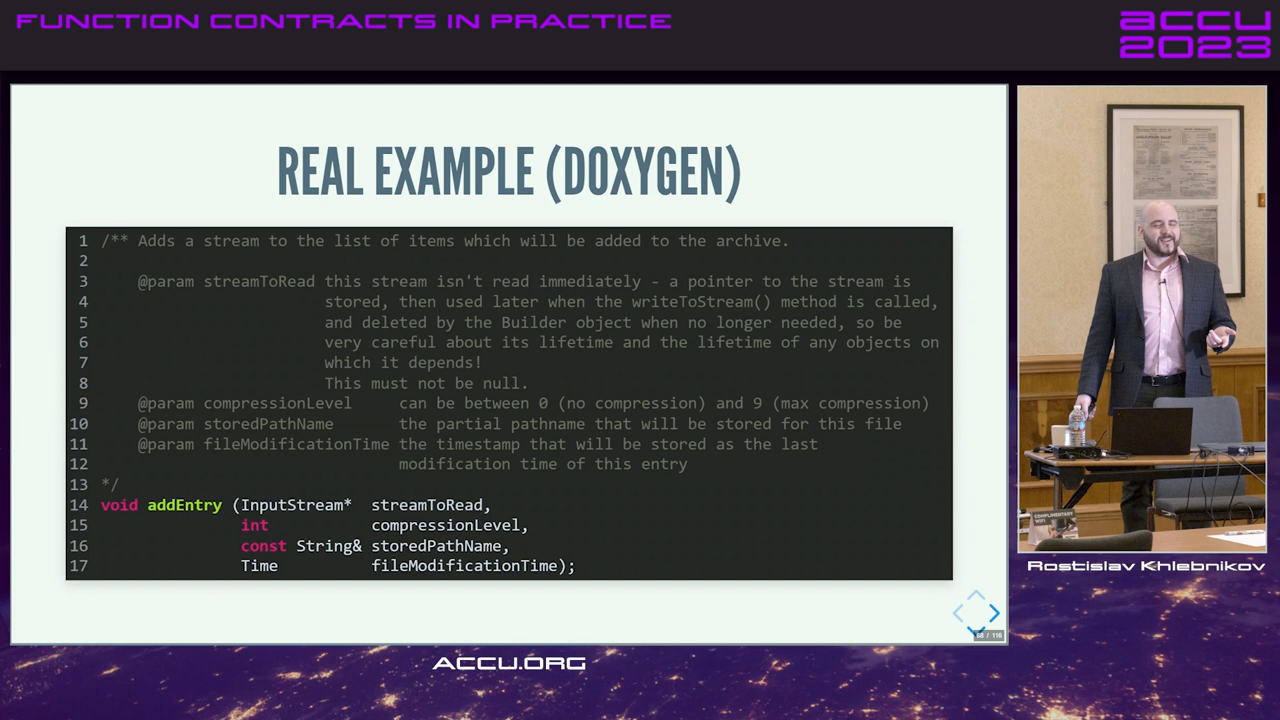 FUNCTION CONTRACTS IN PRACTICE
ACCU
2023
REAL EXAMPLE (DOXYGEN)
1 /** Adds a stream to the list of items which will be added to the archive.
2
3 @param streamToRead this stream isn't read immediately - a pointer to the stream is
4 stored, then used later when the writeToStream() method is called,
5 and deleted by the Builder object when no longer needed, so be
6 very careful about its lifetime and the lifetime of any objects on
7 which it depends!
8 This must not be null.
9 @param compressionLevel can be between 0 (no compression) and 9 (max compression)
10 @param storedPathName the partial pathname that will be stored for this file
11 @param fileModificationTime the timestamp that will be stored as the last
12 modification time of this entry
13 */
14 void addEntry (InputStream* streamToRead,
15 int compressionLevel,
16 const String& storedPathName,
17 Time fileModificationTime);
/ 116
COMPLIMENTARY
WIFI
Rostislav Khlebnikov
ACCU.ORG